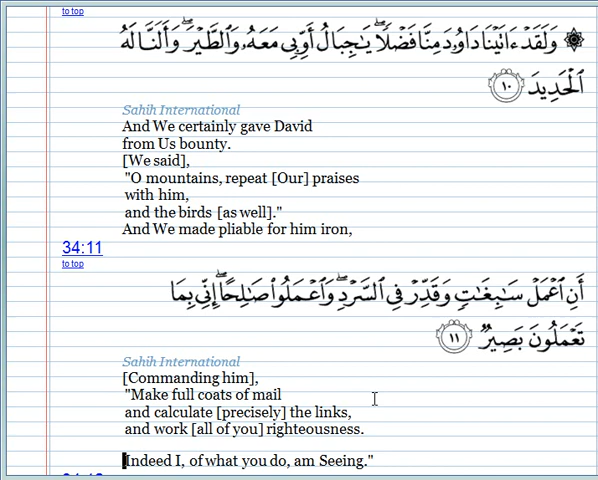 to top
۞ وَلَقَدْ ءَاتَيْنَا دَاوُۥدَ مِنَّا فَضْلًا ۖ يَٰجِبَالُ أَوِّبِى مَعَهُۥ وَٱلطَّيْرَ ۖ وَأَلَنَّا لَهُ
ٱلْحَدِيدَ ١٠
Sahih International
And We certainly gave David
from Us bounty.
[We said],
"O mountains, repeat [Our] praises
with him,
and the birds [as well]."
And We made pliable for him iron,
34:11
to top
أَنِ ٱعْمَلْ سَٰبِغَٰتٍ وَقَدِّرْ فِى ٱلسَّرْدِ ۖ وَٱعْمَلُوا۟ صَٰلِحًا ۖ إِنِّى بِمَا
تَعْمَلُونَ بَصِيرٌ ١١
Sahih International
[Commanding him],
"Make full coats of mail
and calculate [precisely] the links,
and work [all of you] righteousness.
Indeed I, of what you do, am Seeing."